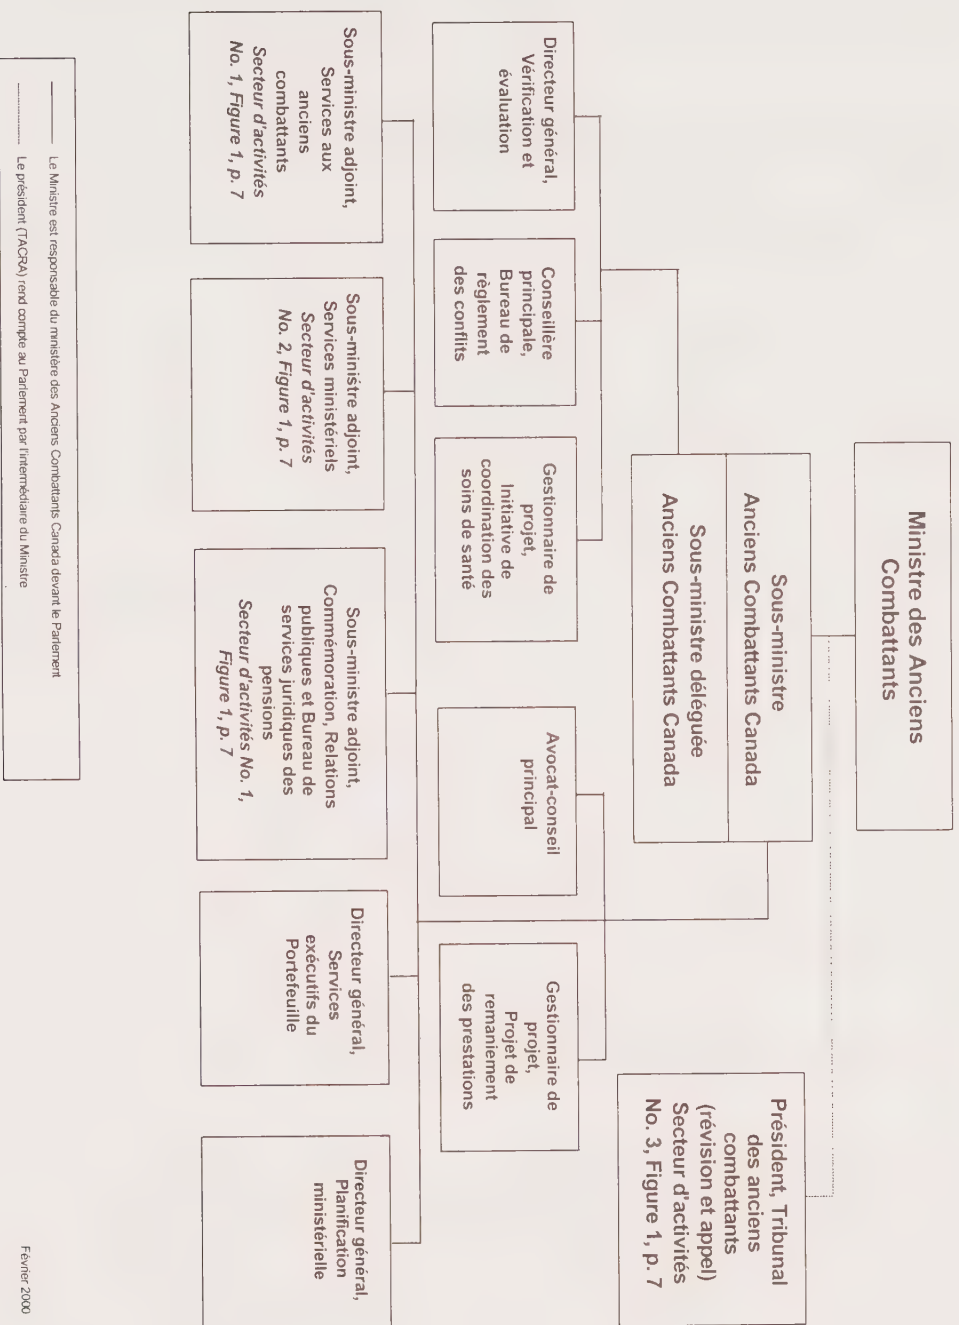 Ministre des Anciens
Combattants
Sous-ministre
Anciens Combattants Canada
Sous-ministre déléguée
Anciens Combattants Canada
Président, Tribunal
des anciens
combattants
(révision et appel)
Secteur d'activités
No. 3, Figure 1, p. 7
Directeur général,
Vérification et
évaluation
Conseillère
principale,
Bureau de
règlement
des conflits
Gestionnaire de
projet,
Initiative de
coordination des
soins de santé
Avocat-conseil
principal
Gestionnaire de
projet,
Projet de
remaniement
des prestations
Sous-ministre adjoint,
Services aux
anciens
combattants
Secteur d'activités
No. 1, Figure 1, p. 7
Sous-ministre adjoint,
Services ministériels
Secteur d'activités
No. 2, Figure 1, p. 7
Sous-ministre adjoint,
Commémoration, Relations
publiques et Bureau de
services juridiques des
pensions
Secteur d'activités No. 1,
Figure 1, p. 7
Directeur général,
Services
exécutifs du
Portefeuille
Directeur général,
Planification
ministérielle
Le Ministre est responsable du ministère des Anciens Combattants Canada devant le Parlement
Le président (TACRA) rend compte au Parlement par l'intermédiaire du Ministre
Février 2000